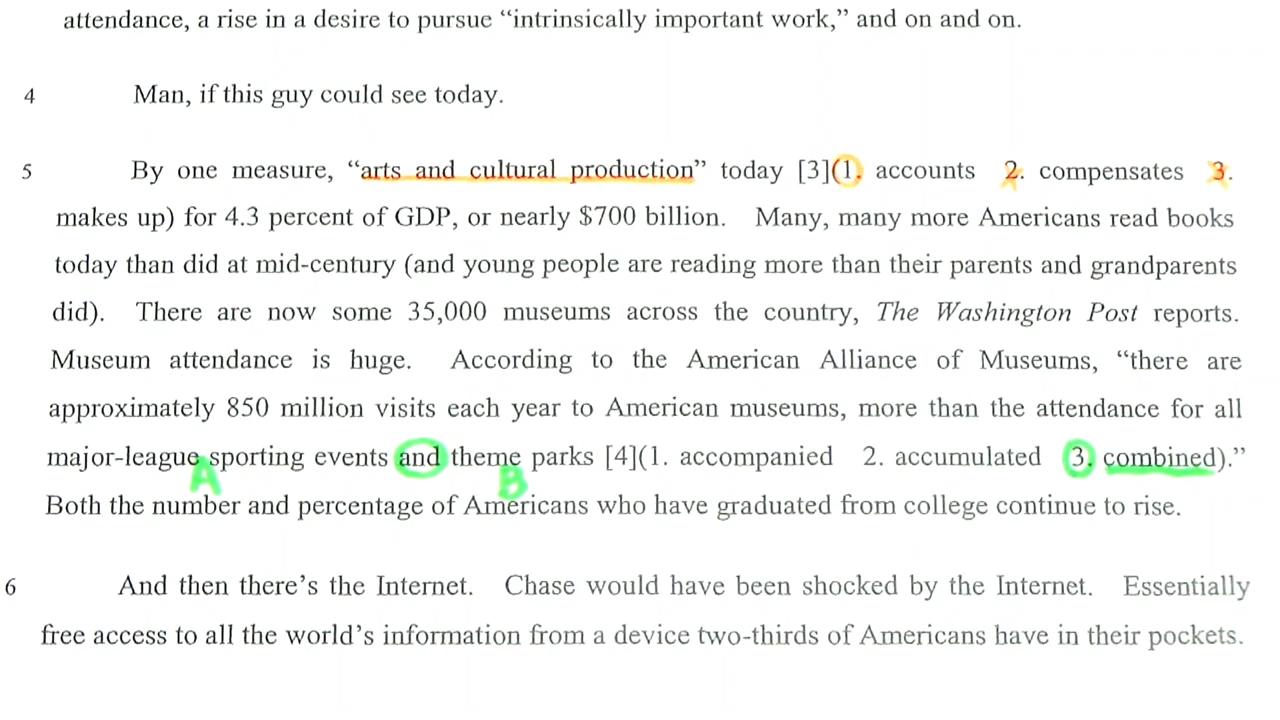 attendance, a rise in a desire to pursue “intrinsically important work,” and on and on.
4 Man, if this guy could see today.
5 By one measure, “arts and cultural production” today [3](1. accounts 2. compensates 3.
makes up) for 4.3 percent of GDP, or nearly $700 billion. Many, many more Americans read books
today than did at mid-century (and young people are reading more than their parents and grandparents
did). There are now some 35,000 museums across the country, The Washington Post reports.
Museum attendance is huge. According to the American Alliance of Museums, “there are
approximately 850 million visits each year to American museums, more than the attendance for all
major-league sporting events and theme parks [4](1. accompanied 2. accumulated 3. combined).”
A B
Both the number and percentage of Americans who have graduated from college continue to rise.
6 And then there’s the Internet. Chase would have been shocked by the Internet. Essentially
free access to all the world’s information from a device two-thirds of Americans have in their pockets.